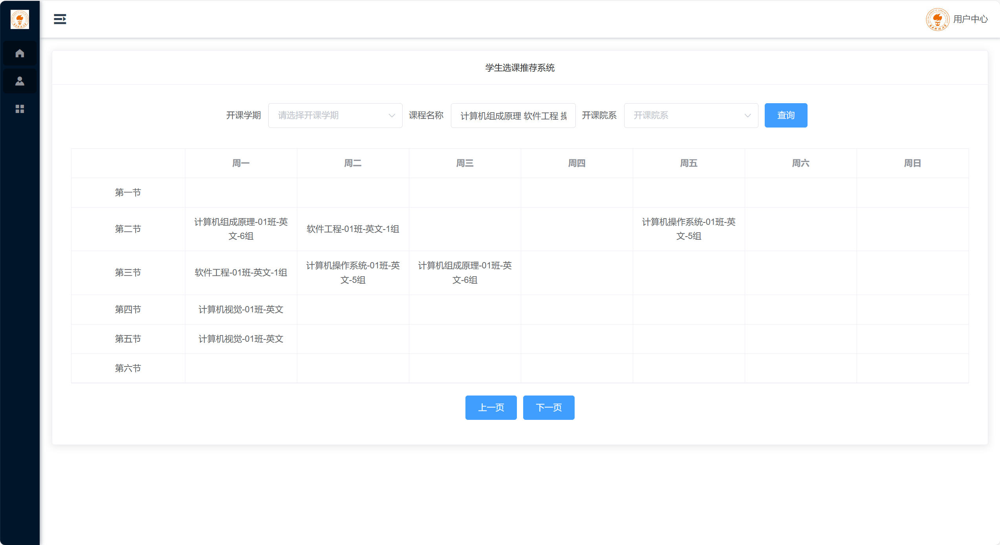 用户中心
学生选课推荐系统
开课学期 请选择开课学期 课程名称 计算机组成原理 软件工程 操 开课院系 开课院系 查询
周一 周二 周三 周四 周五 周六 周日
第一节
第二节 计算机组成原理-01班-英文-6组 软件工程-01班-英文-1组 计算机操作系统-01班-英文-5组
第三节 软件工程-01班-英文-1组 计算机操作系统-01班-英文-5组 计算机组成原理-01班-英文-6组
第四节 计算机视觉-01班-英文
第五节 计算机视觉-01班-英文
第六节
上一页 下一页